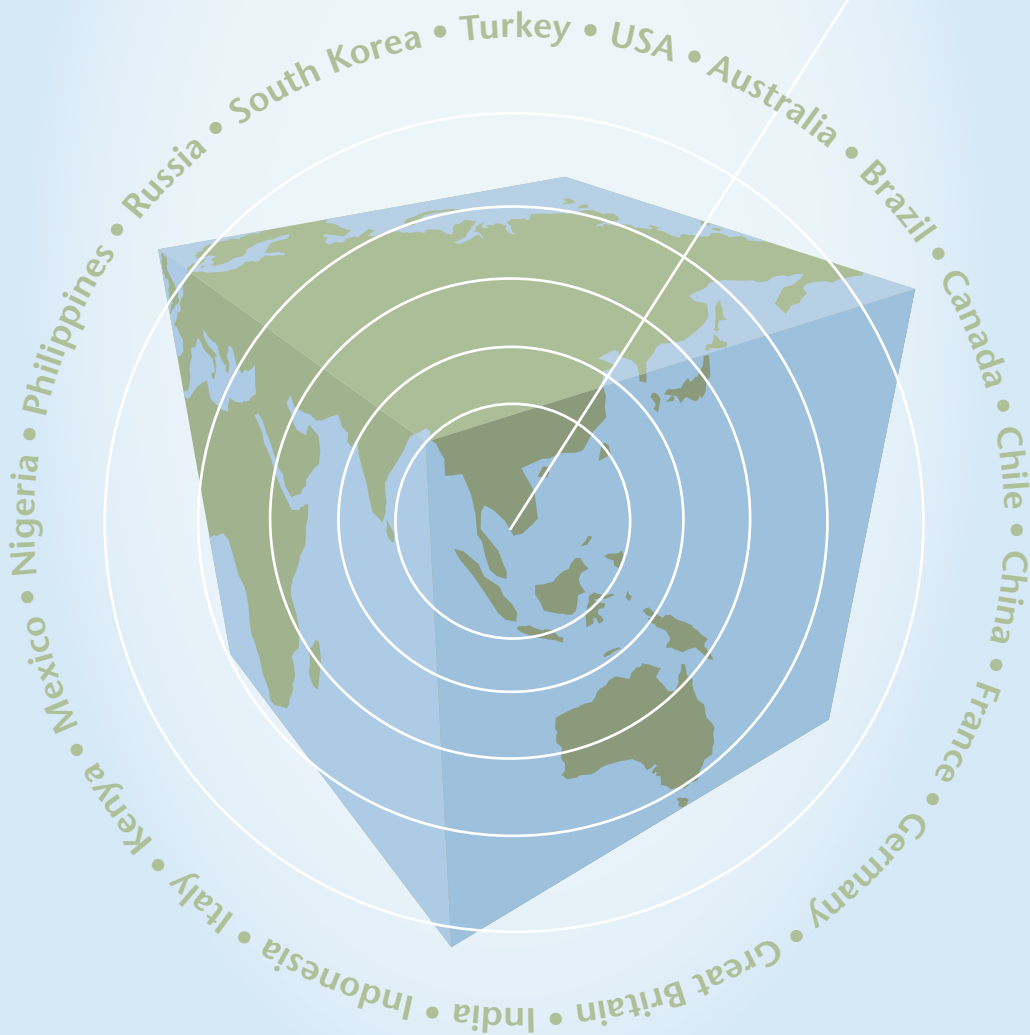 Australia • Brazil • Canada • Chile • China • France • Germany • Great Britain • India • Indonesia • Italy • Kenya • Mexico • Nigeria • Philippines • Russia • South Korea • Turkey • USA •